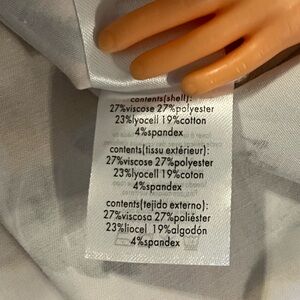 contents(shell):
27%viscose 27%polyester
23%lyocell 19%cotton
4%spandex
contents(tissu extérieur):
27%viscose 27%polyester
23%lyocell 19%coton
4%spandex
contents(tejido externo):
27%viscosa 27%poliéster
23%liocel 19%algodón
4%spandex